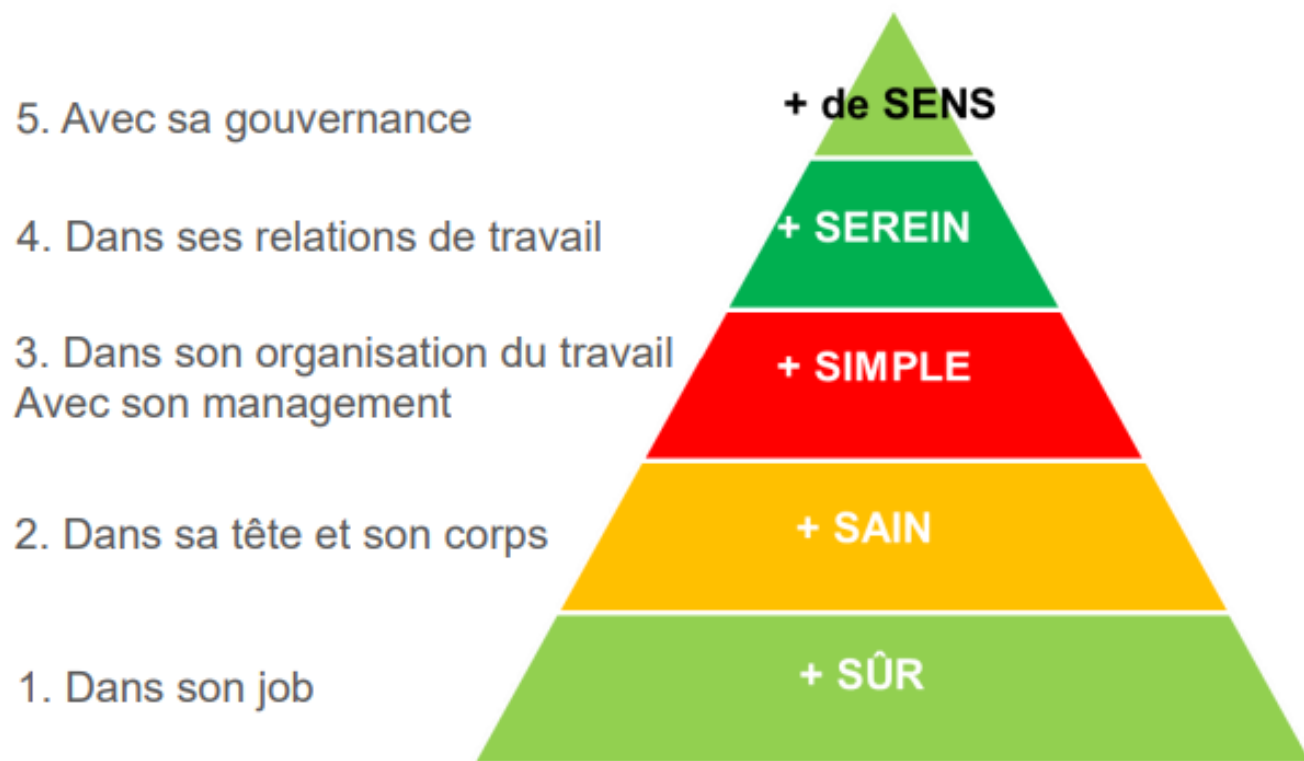 5. Avec sa gouvernance
+ de SENS
4. Dans ses relations de travail
+ SEREIN
3. Dans son organisation du travail
Avec son management
+ SIMPLE
2. Dans sa tête et son corps
+ SAIN
1. Dans son job
+ SÛR